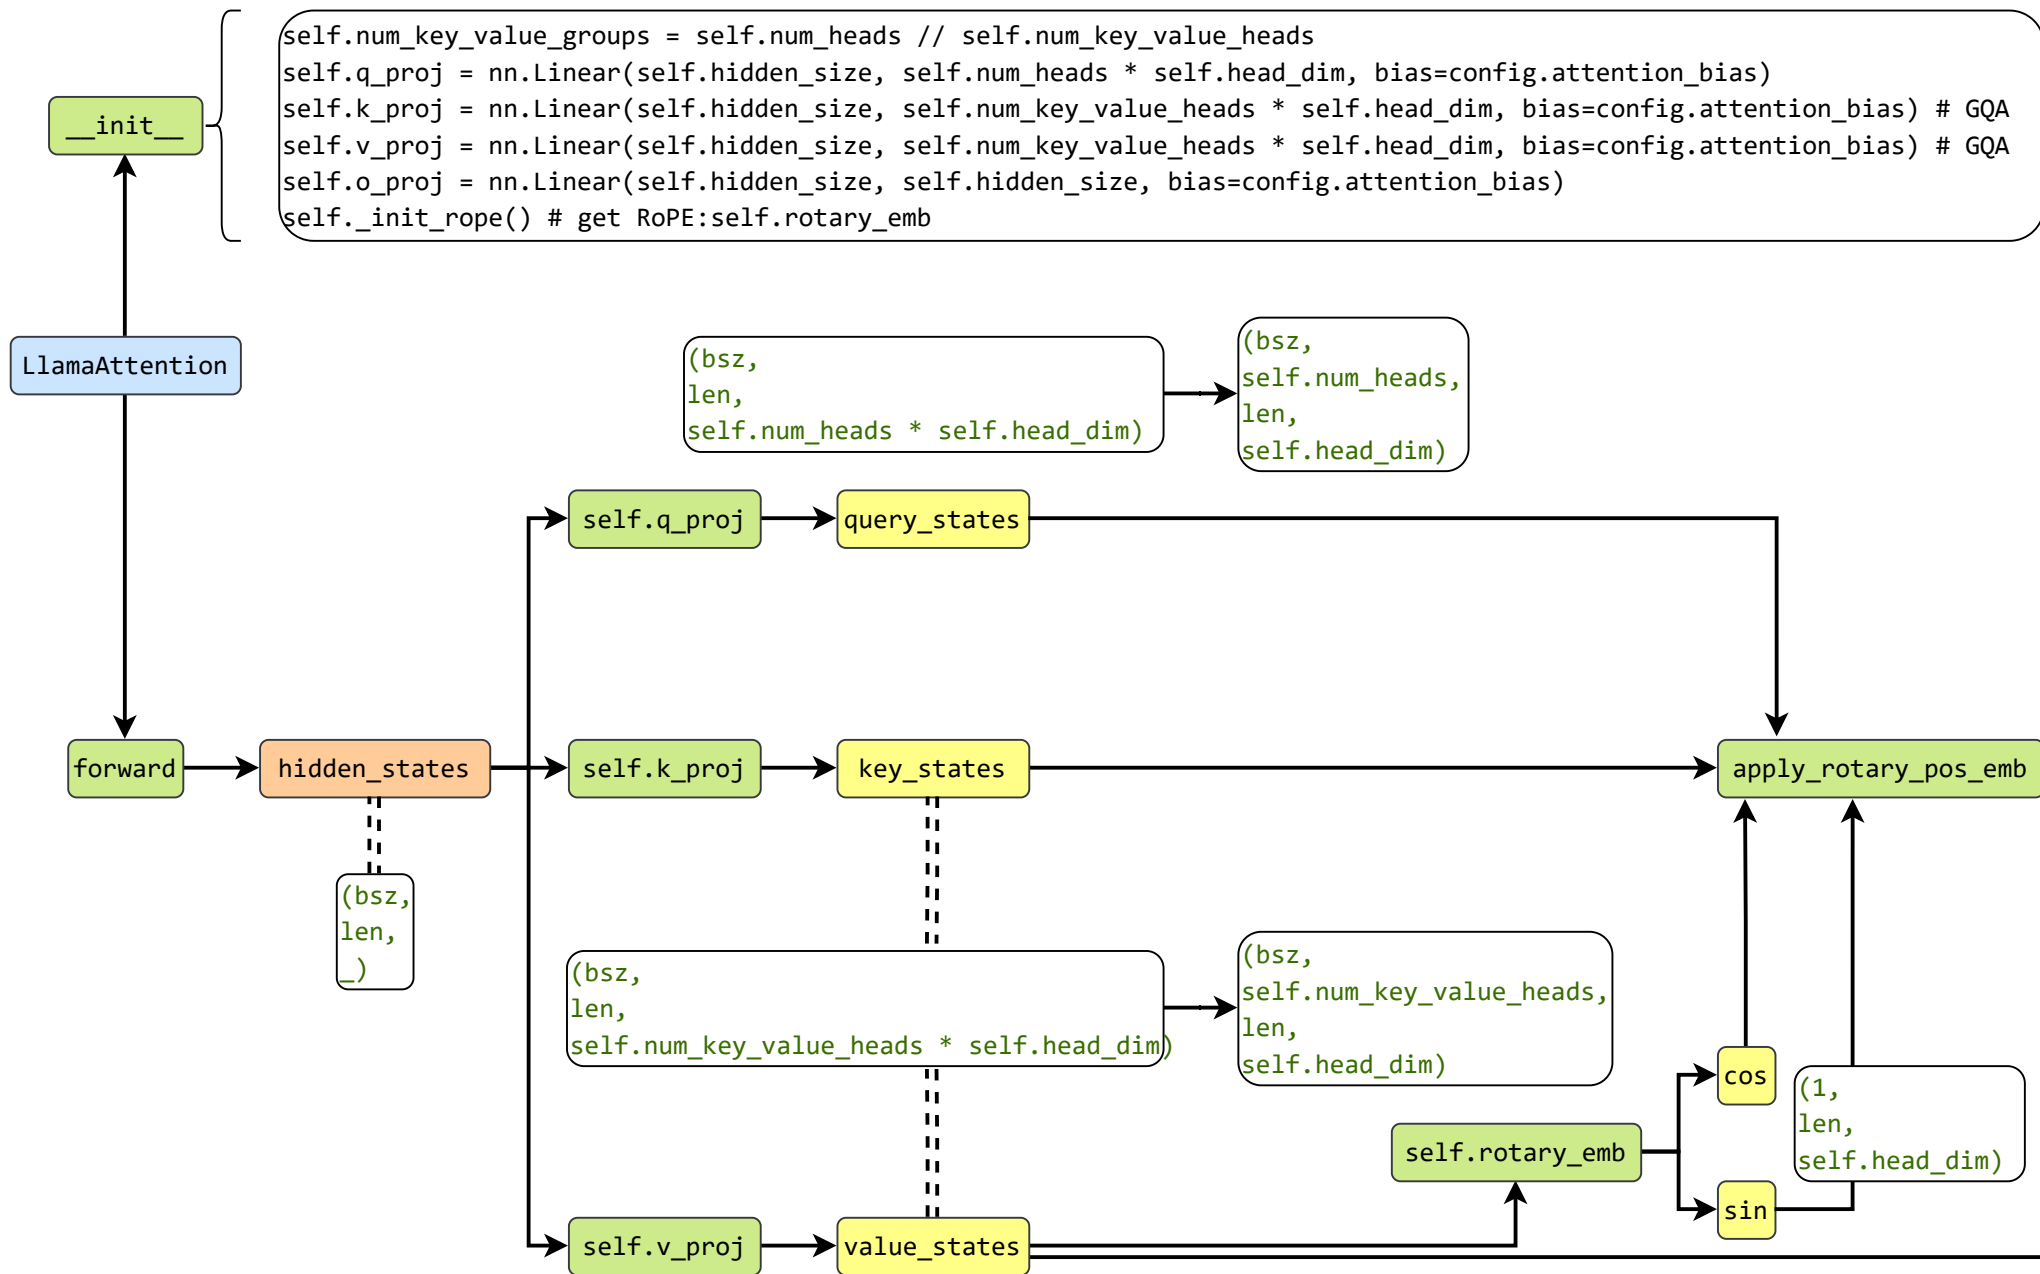 self.num_key_value_groups = self.num_heads // self.num_key_value_heads
self.q_proj = nn.Linear(self.hidden_size, self.num_heads * self.head_dim, bias=config.attention_bias)
self.k_proj = nn.Linear(self.hidden_size, self.num_key_value_heads * self.head_dim, bias=config.attention_bias) # GQA
self.v_proj = nn.Linear(self.hidden_size, self.num_key_value_heads * self.head_dim, bias=config.attention_bias) # GQA
self.o_proj = nn.Linear(self.hidden_size, self.hidden_size, bias=config.attention_bias)
self._init_rope() # get RoPE:self.rotary_emb
__init__
LlamaAttention
(bsz,
len,
self.num_heads * self.head_dim)
(bsz,
self.num_heads,
len,
self.head_dim)
self.q_proj
query_states
forward
hidden_states
self.k_proj
key_states
apply_rotary_pos_emb
(bsz,
len,
_)
(bsz,
len,
self.num_key_value_heads * self.head_dim)
(bsz,
self.num_key_value_heads,
len,
self.head_dim)
cos
(1,
len,
self.head_dim)
self.rotary_emb
sin
self.v_proj
value_states